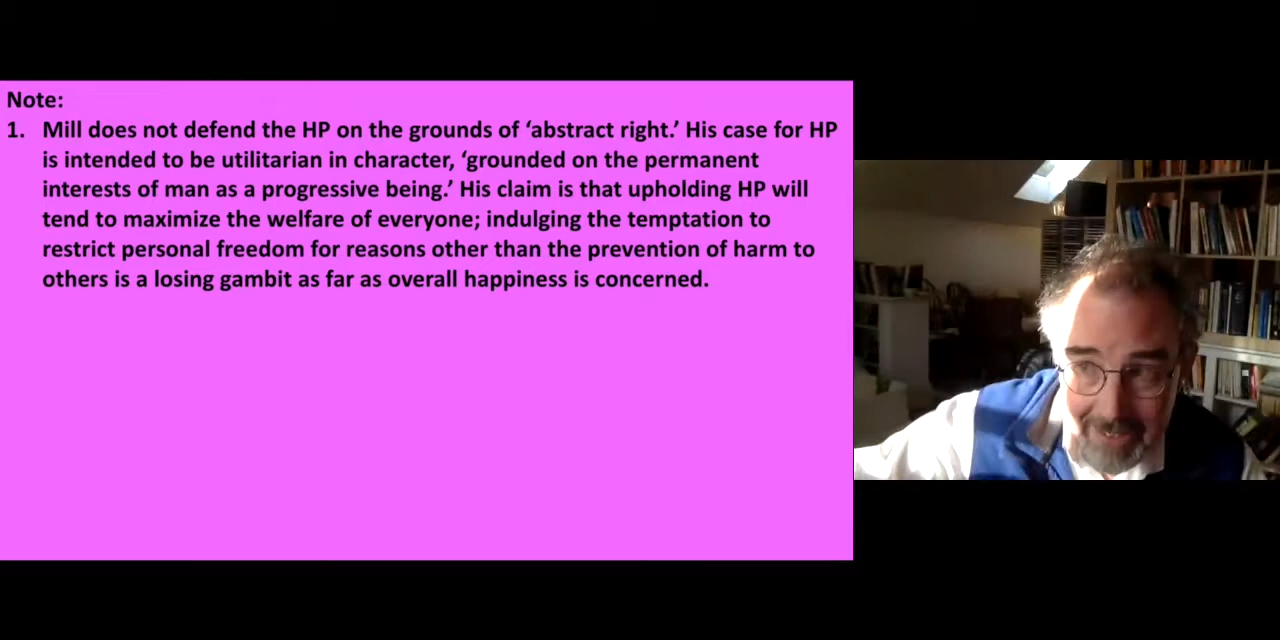 Note:
1. Mill does not defend the HP on the grounds of ‘abstract right.’ His case for HP
is intended to be utilitarian in character, ‘grounded on the permanent
interests of man as a progressive being.’ His claim is that upholding HP will
tend to maximize the welfare of everyone; indulging the temptation to
restrict personal freedom for reasons other than the prevention of harm to
others is a losing gambit as far as overall happiness is concerned.